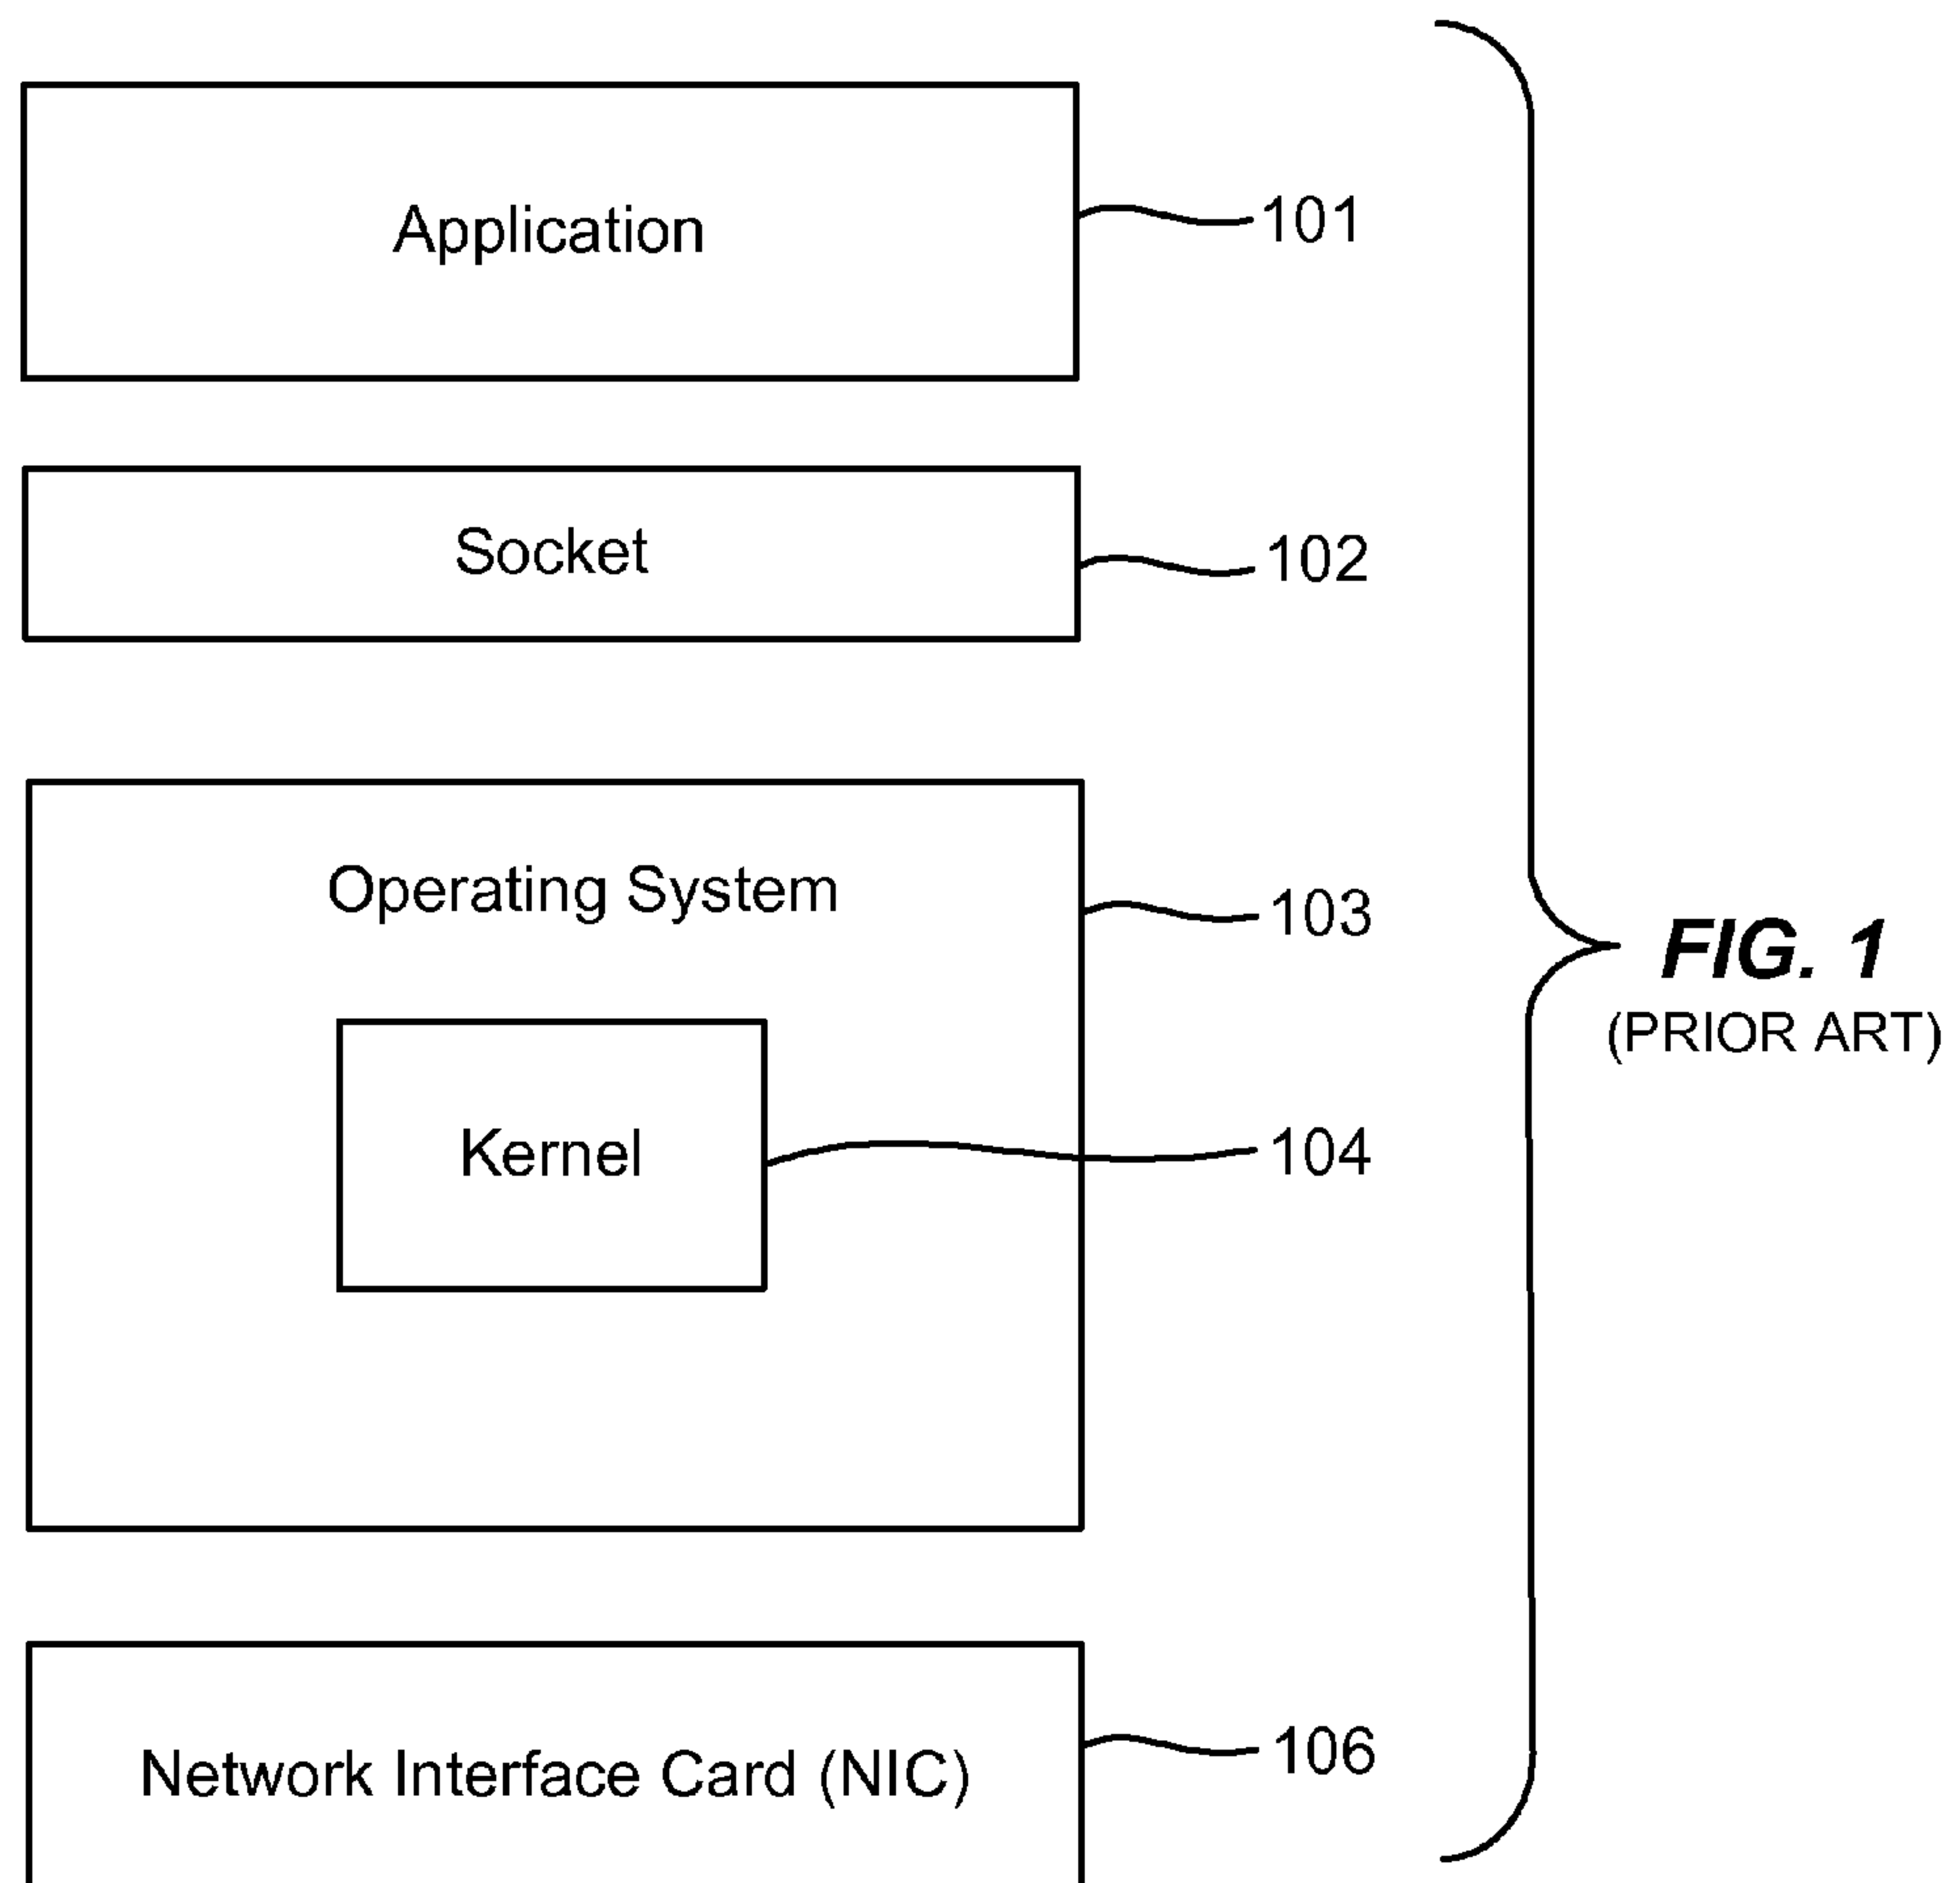 Application
101
Socket
102
Operating System
103
FIG. 1
(PRIOR ART)
Kernel
104
Network Interface Card (NIC)
106